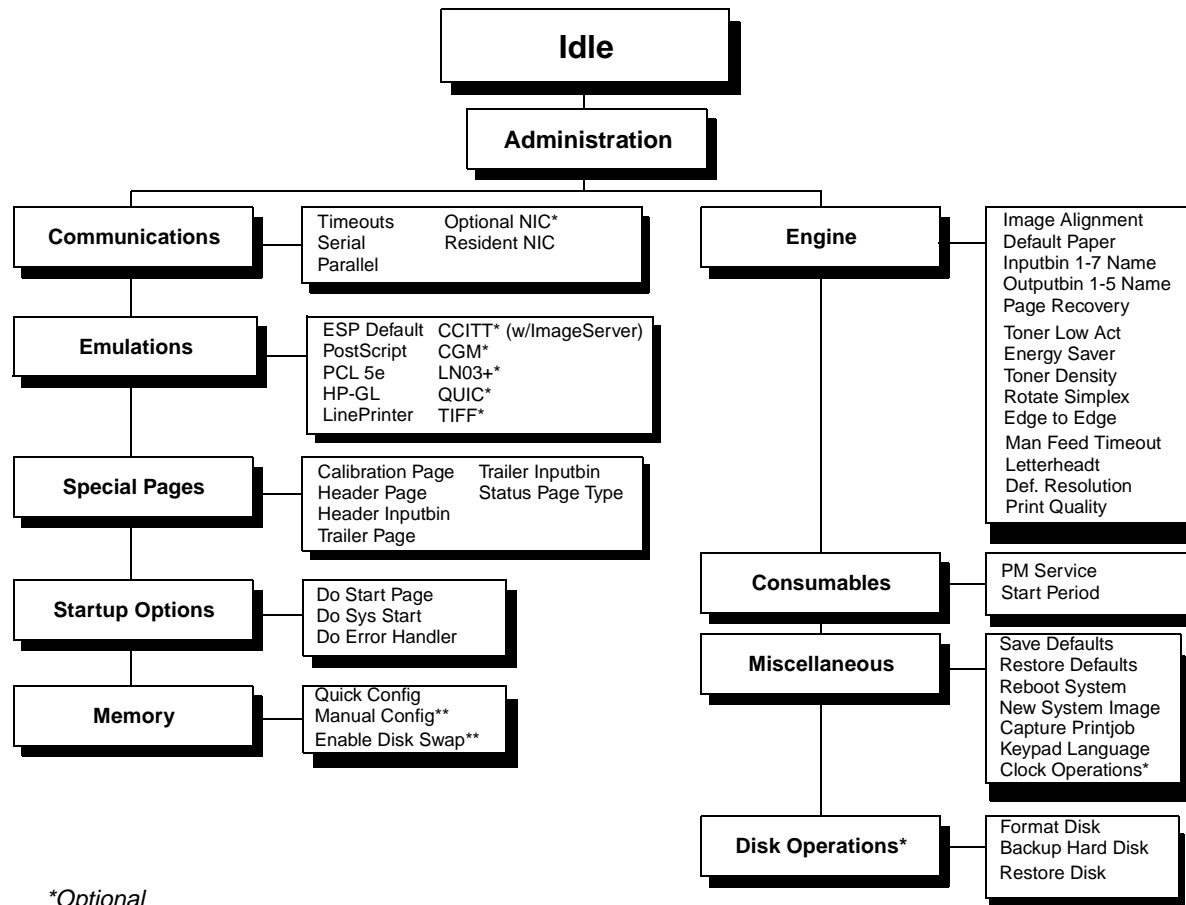 Idle
Administration
Communications
Timeouts
Serial
Parallel
Optional NIC*
Resident NIC
Emulations
ESP Default
PostScript
PCL 5e
HP-GL
LinePrinter
CCITT* (w/ImageServer)
CGM*
LN03+*
QUIC*
TIFF*
Special Pages
Calibration Page
Header Page
Header Inputbin
Trailer Page
Trailer Inputbin
Status Page Type
Startup Options
Do Start Page
Do Sys Start
Do Error Handler
Memory
Quick Config
Manual Config**
Enable Disk Swap**
Engine
Image Alignment
Default Paper
Inputbin 1-7 Name
Outputbin 1-5 Name
Page Recovery
Toner Low Act
Energy Saver
Toner Density
Rotate Simplex
Edge to Edge
Man Feed Timeout
Letterheadt
Def. Resolution
Print Quality
Consumables
PM Service
Start Period
Miscellaneous
Save Defaults
Restore Defaults
Reboot System
New System Image
Capture Printjob
Keypad Language
Clock Operations*
Disk Operations*
Format Disk
Backup Hard Disk
Restore Disk
*Optional